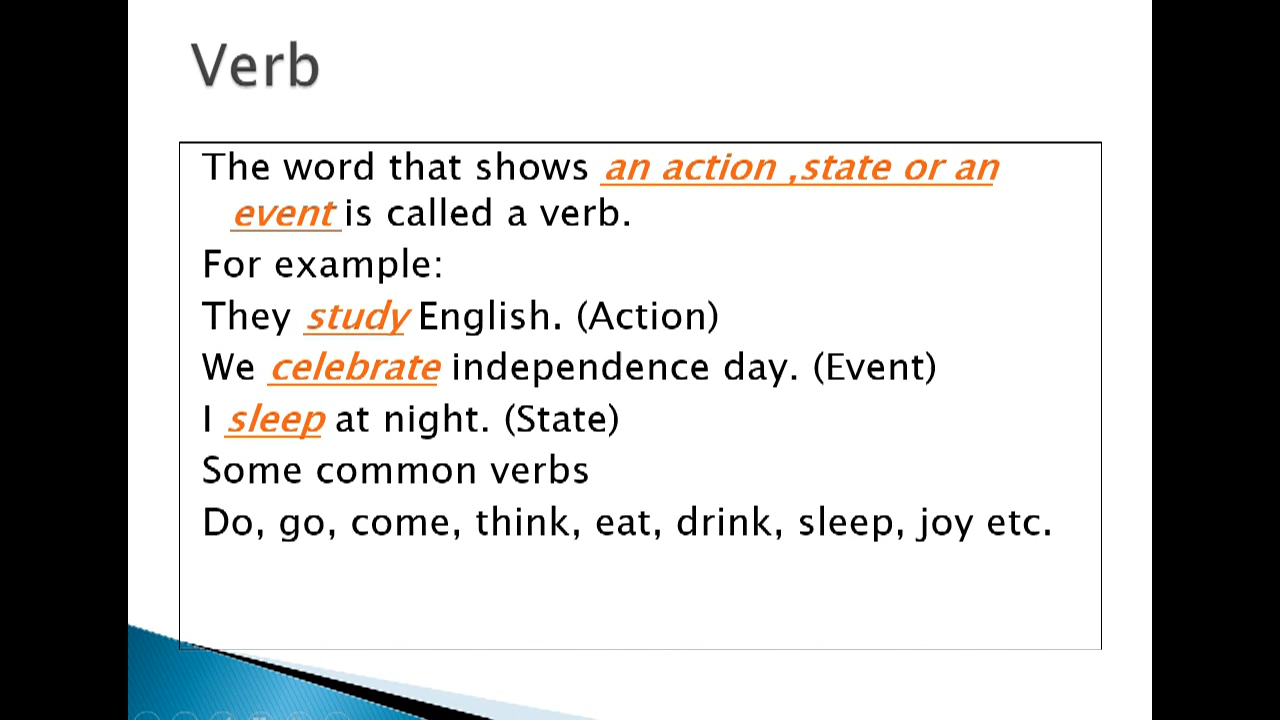 Verb
The word that shows an action ,state or an
event is called a verb.
For example:
They study English. (Action)
We celebrate independence day. (Event)
I sleep at night. (State)
Some common verbs
Do, go, come, think, eat, drink, sleep, joy etc.